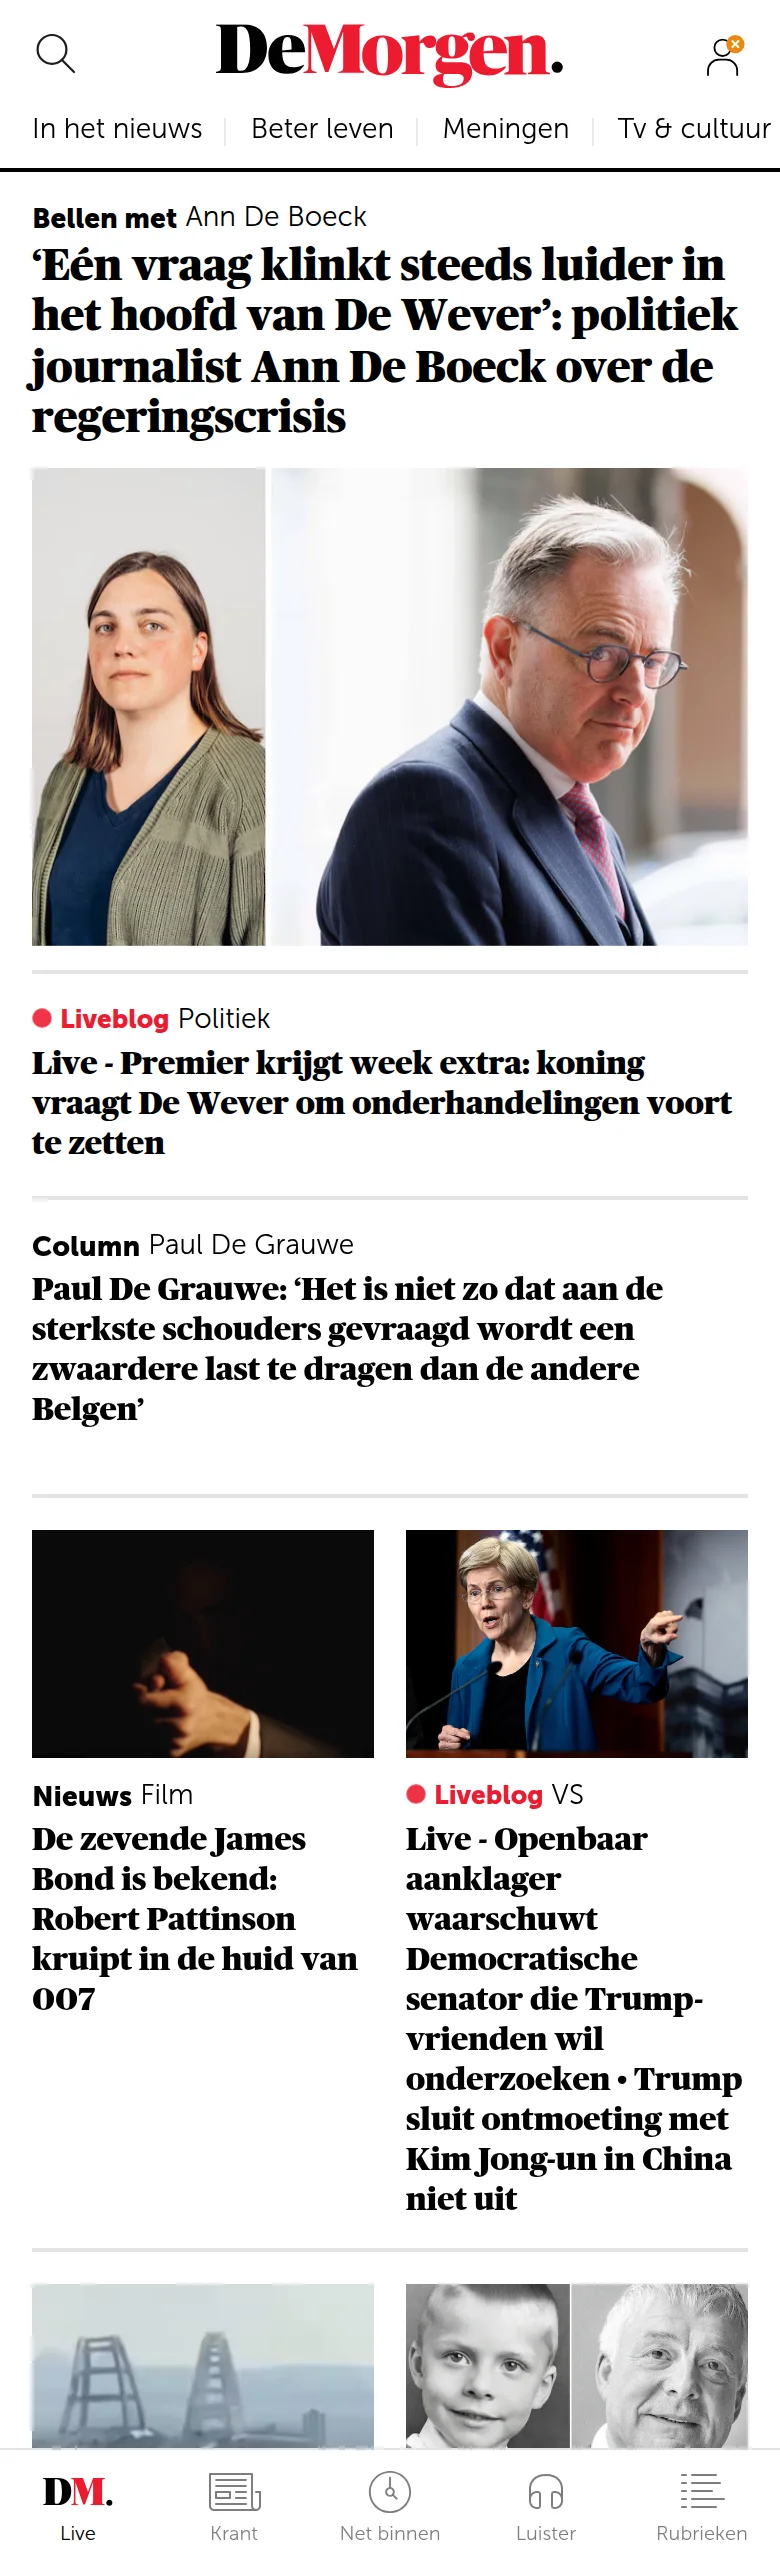 DeMorgen.
In het nieuws
Beter leven
Meningen
Tv & cultuur
Bellen met Ann De Boeck
‘Eén vraag klinkt steeds luider in
het hoofd van De Wever’: politiek
journalist Ann De Boeck over de
regeringscrisis
Liveblog Politiek
Live - Premier krijgt week extra: koning
vraagt De Wever om onderhandelingen voort
te zetten
Column Paul De Grauwe
Paul De Grauwe: ‘Het is niet zo dat aan de
sterkste schouders gevraagd wordt een
zwaardere last te dragen dan de andere
Belgen’
Nieuws Film
De zevende James
Bond is bekend:
Robert Pattinson
kruipt in de huid van
007
Liveblog VS
Live - Openbaar
aanklager
waarschuwt
Democratische
senator die Trump-
vrienden wil
onderzoeken • Trump
sluit ontmoeting met
Kim Jong-un in China
niet uit
DM.
Live
Krant
Net binnen
Luister
Rubrieken